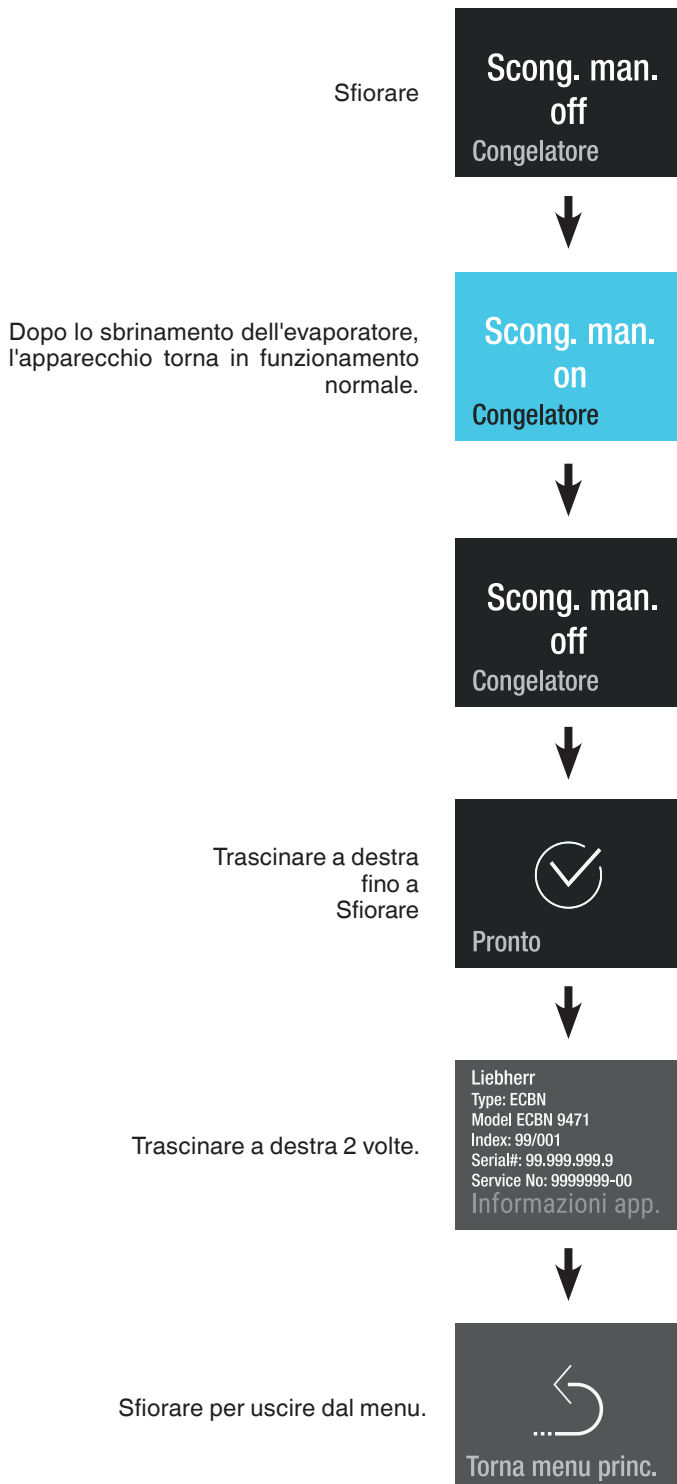 Sfiorare
Scong. man.
off
Congelatore
Dopo lo sbrinamento dell'evaporatore,
l'apparecchio torna in funzionamento
normale.
Scong. man.
on
Congelatore
Scong. man.
off
Congelatore
Trascinare a destra
fino a
Sfiorare
Pronto
Trascinare a destra 2 volte.
Liebherr
Type: ECBN
Model ECBN 9471
Index: 99/001
Serial#: 99.999.999.9
Service No: 9999999-00
Informazioni app.
Sfiorare per uscire dal menu.
Torna menu princ.